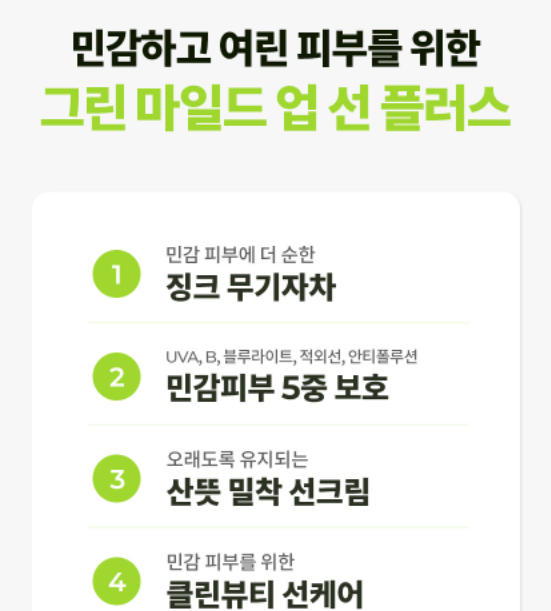 민감하고 여린 피부를 위한
그린 마일드 업 선 플러스
민감 피부에 더 순한
1
징크 무기자차
UVA, B, 블루라이트, 적외선, 안티폴루션
2
민감피부 5중 보호
오래도록 유지되는
3
산뜻 밀착 선크림
민감 피부를 위한
4
클린뷰티 선케어